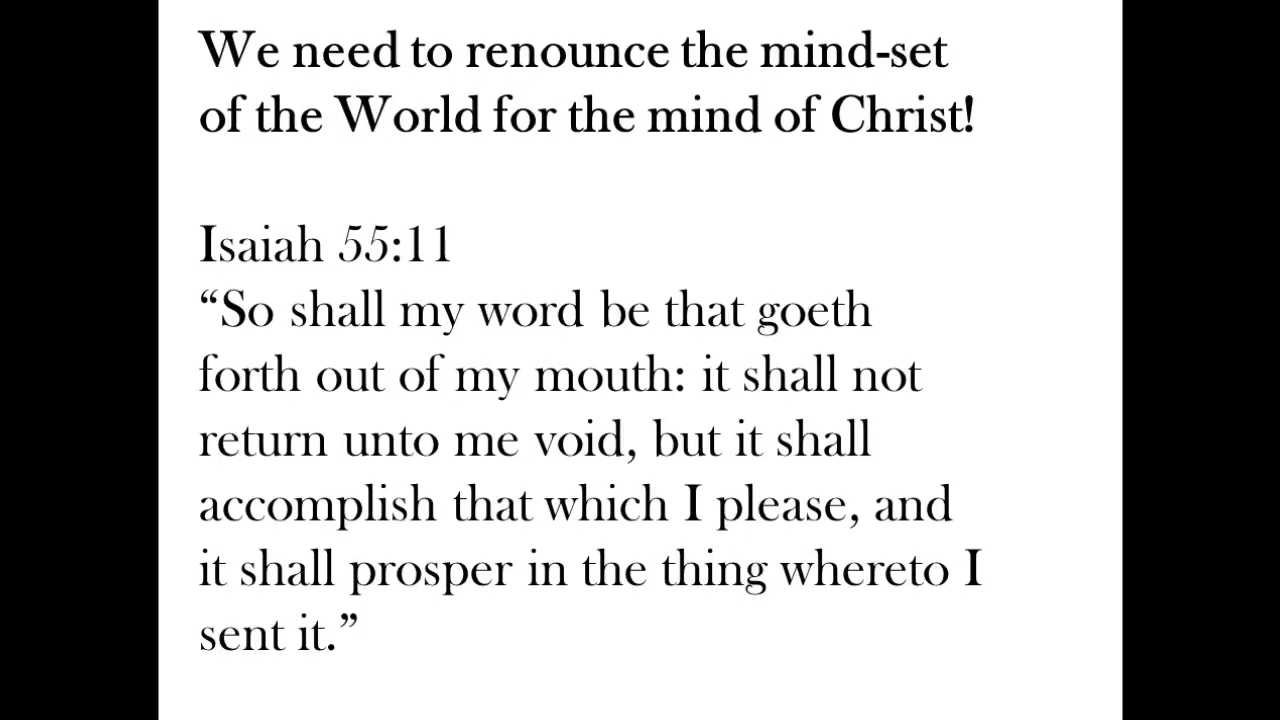 We need to renounce the mind-set
of the World for the mind of Christ!
Isaiah 55:11
“So shall my word be that goeth
forth out of my mouth: it shall not
return unto me void, but it shall
accomplish that which I please, and
it shall prosper in the thing whereto I
sent it.”